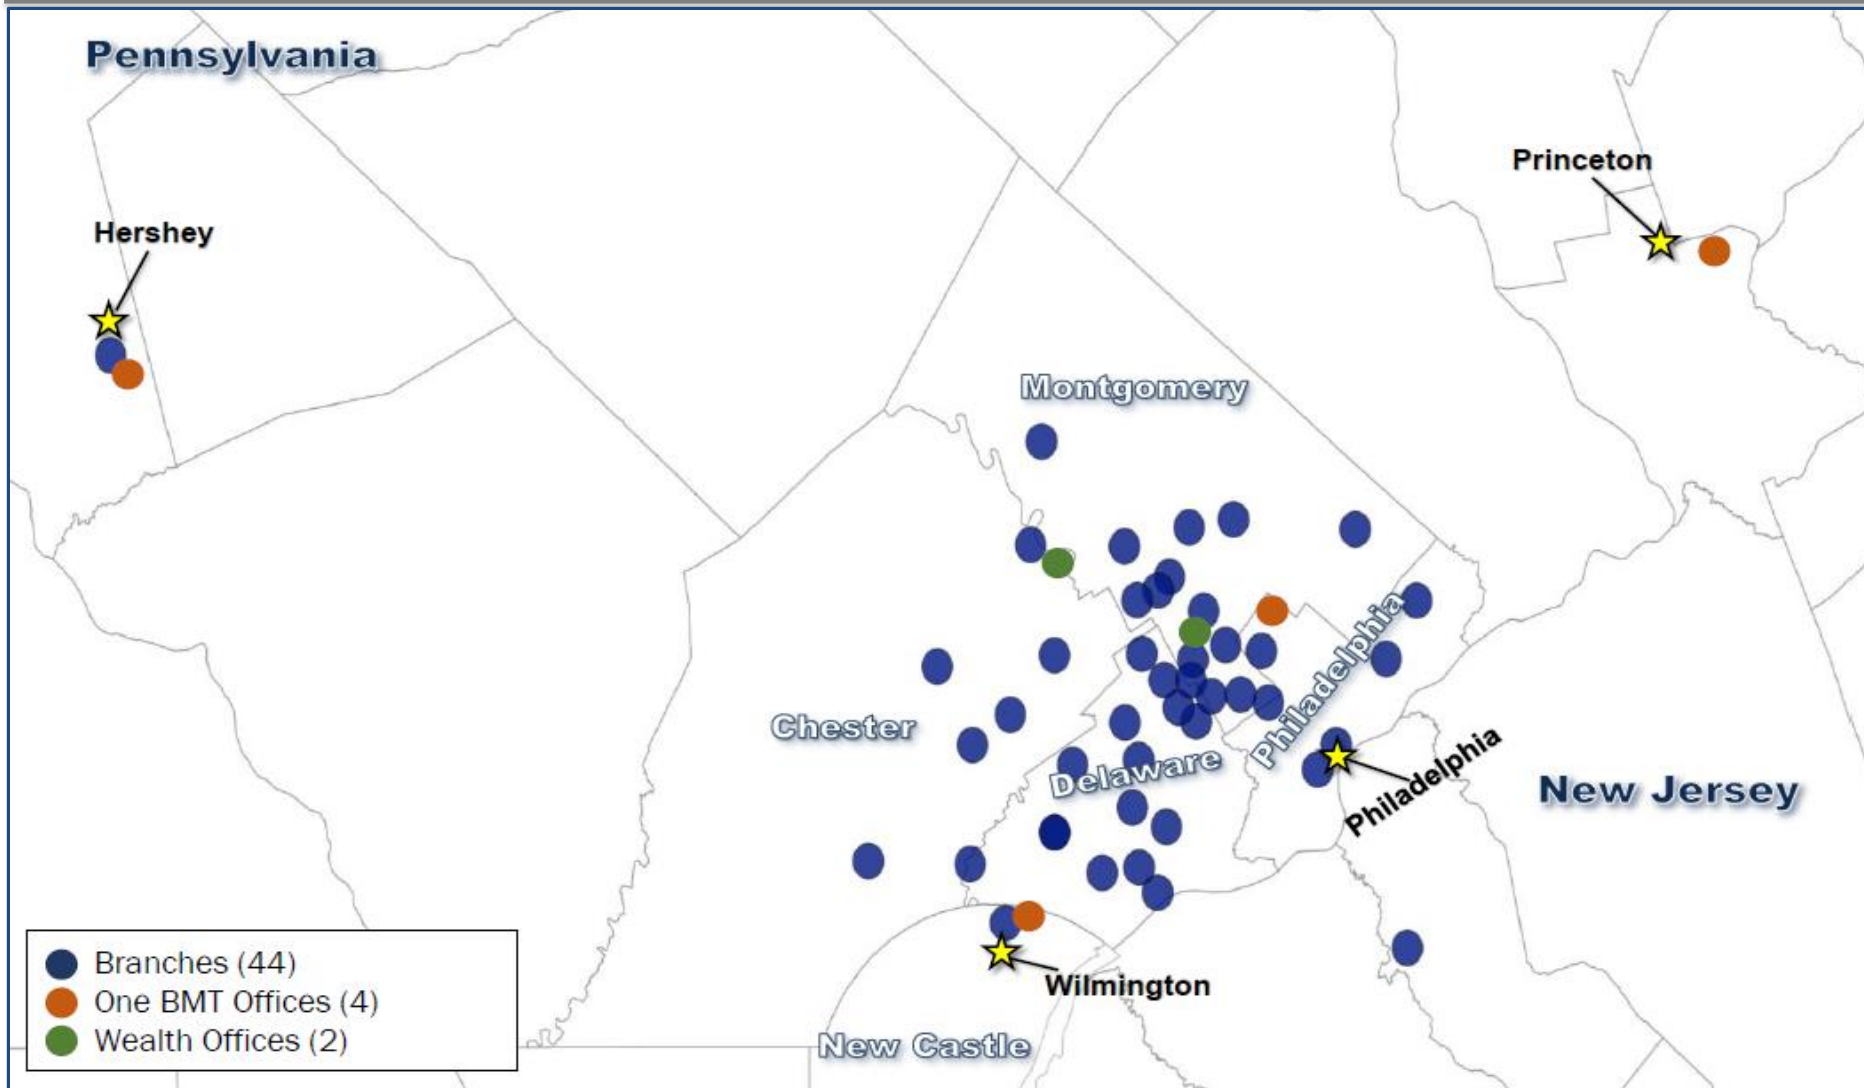 Pennsylvania
Princeton
Hershey
Montgomery
Philadelphia
Chester
Delaware
Philadelphia
New Jersey
Branches (44)
One BMT Offices (4)
Wealth Offices (2)
Wilmington
New Castle